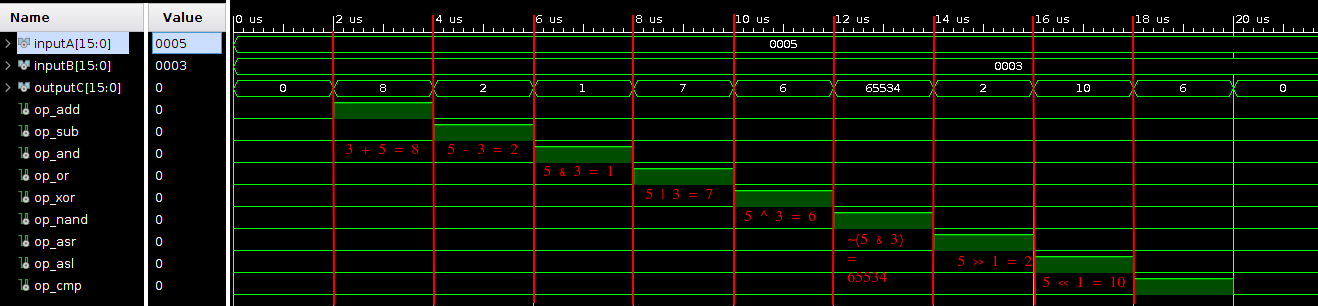 Name Value 0 us 2 us 4 us 6 us 8 us 10 us 12 us 14 us 16 us 18 us 20 us
inputA[15:0] 0005 0005
inputB[15:0] 0003 0003
outputC[15:0] 0 0 8 2 1 7 6 65534 2 10 6 0
op_add 0
op_sub 0
op_and 0 3 + 5 = 8 5 - 3 = 2
op_or 0 5 & 3 = 1
op_xor 0 5 | 3 = 7
op_nand 0 5 ^ 3 = 6
op_asr 0 ~(5 & 3)
=
65534
op_asl 0 5 >> 1 = 2
op_cmp 0 5 << 1 = 10